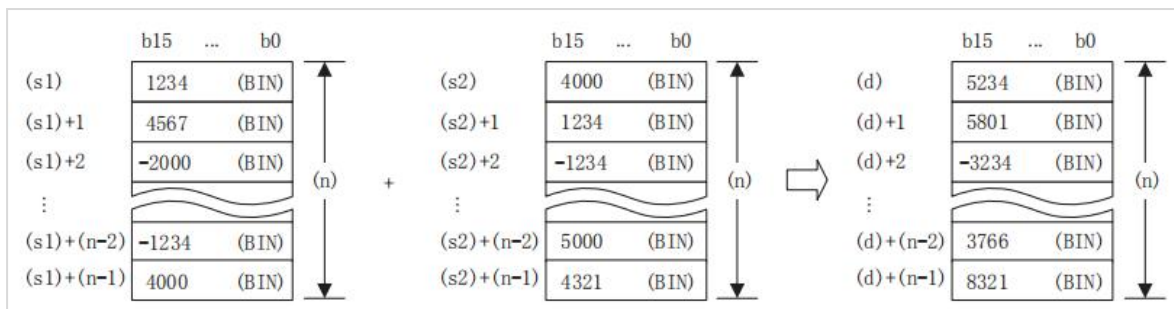 b15 ... b0 b15 ... b0 b15 ... b0
(s1) 1234 (BIN) (s2) 4000 (BIN) (d) 5234 (BIN)
(s1)+1 4567 (BIN) (s2)+1 1234 (BIN) (d)+1 5801 (BIN)
(s1)+2 -2000 (BIN) (s2)+2 -1234 (BIN) (d)+2 -3234 (BIN)
(n) + (n) (n)
⋮ ⋮ ⋮
(s1)+(n-2) -1234 (BIN) (s2)+(n-2) 5000 (BIN) (d)+(n-2) 3766 (BIN)
(s1)+(n-1) 4000 (BIN) (s2)+(n-1) 4321 (BIN) (d)+(n-1) 8321 (BIN)